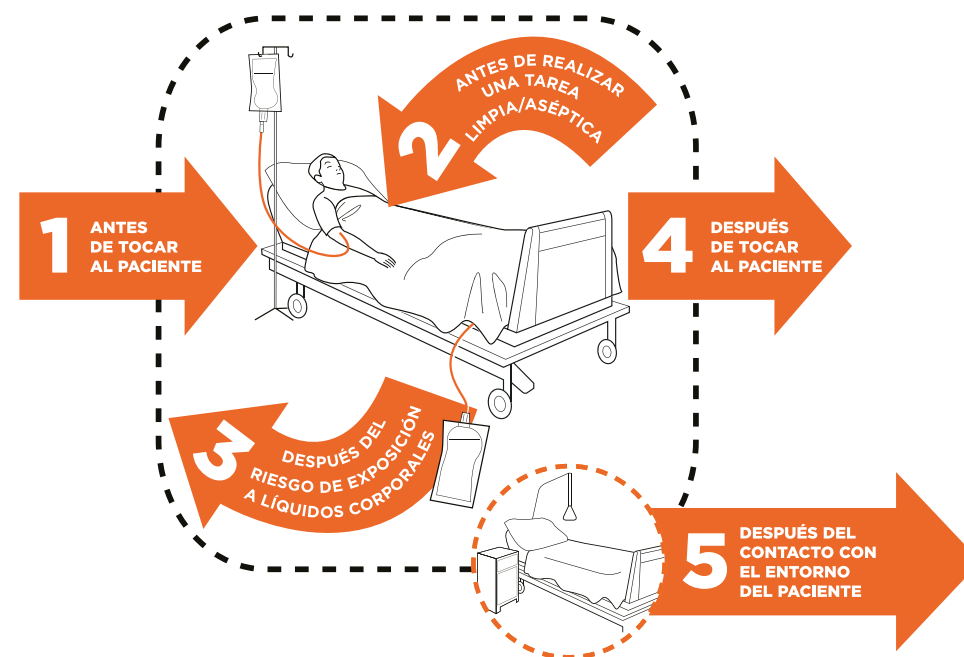 1
ANTES
DE TOCAR
AL PACIENTE
2
ANTES DE REALIZAR
UNA TAREA
LIMPIA/ASÉPTICA
3
DESPUÉS DEL
RIESGO DE EXPOSICIÓN
A LÍQUIDOS CORPORALES
4
DESPUÉS
DE TOCAR
AL PACIENTE
5
DESPUÉS DEL
CONTACTO CON
EL ENTORNO
DEL PACIENTE